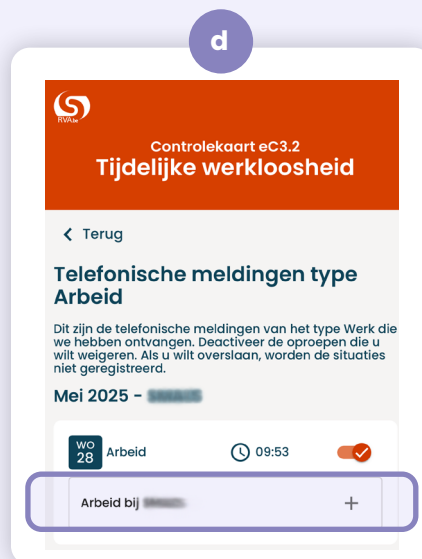 d
RVA.be
Controlekaart eC3.2
Tijdelijke werkloosheid
Terug
Telefonische meldingen type
Arbeid
Dit zijn de telefonische meldingen van het type Werk die
we hebben ontvangen. Deactiveer de oproepen die u
wilt weigeren. Als u wilt overslaan, worden de situaties
niet geregistreerd.
Mei 2025 -
WO
28
Arbeid
09:53
Arbeid bij